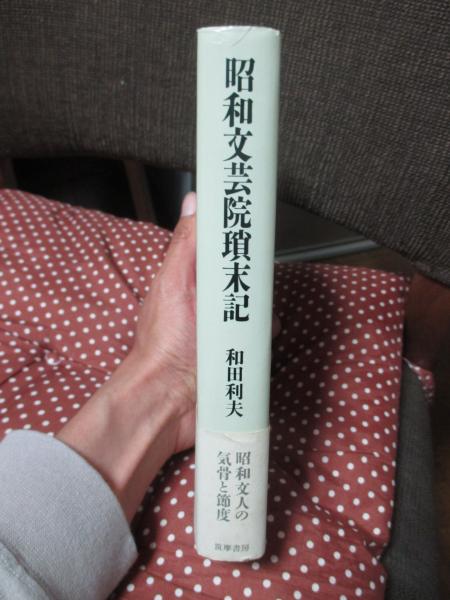 昭和文芸院瑣末記
和田利夫
昭和文人の
気骨と節度
筑摩書房